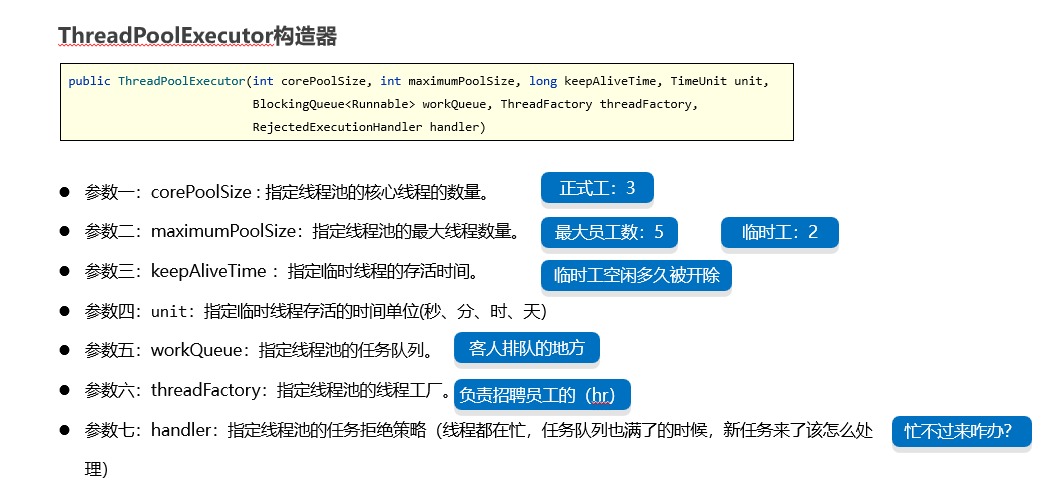 ThreadPoolExecutor构造器
public ThreadPoolExecutor(int corePoolSize, int maximumPoolSize, long keepAliveTime, TimeUnit unit,
BlockingQueue<Runnable> workQueue, ThreadFactory threadFactory,
RejectedExecutionHandler handler)
● 参数一：corePoolSize : 指定线程池的核心线程的数量。 正式工：3
● 参数二：maximumPoolSize：指定线程池的最大线程数量。 最大员工数：5 临时工：2
● 参数三：keepAliveTime ：指定临时线程的存活时间。 临时工空闲多久被开除
● 参数四：unit：指定临时线程存活的时间单位(秒、分、时、天)
● 参数五：workQueue：指定线程池的任务队列。 客人排队的地方
● 参数六：threadFactory：指定线程池的线程工厂。 负责招聘员工的（hr）
● 参数七：handler：指定线程池的任务拒绝策略（线程都在忙，任务队列也满了的时候，新任务来了该怎么处 忙不过来咋办？
理）